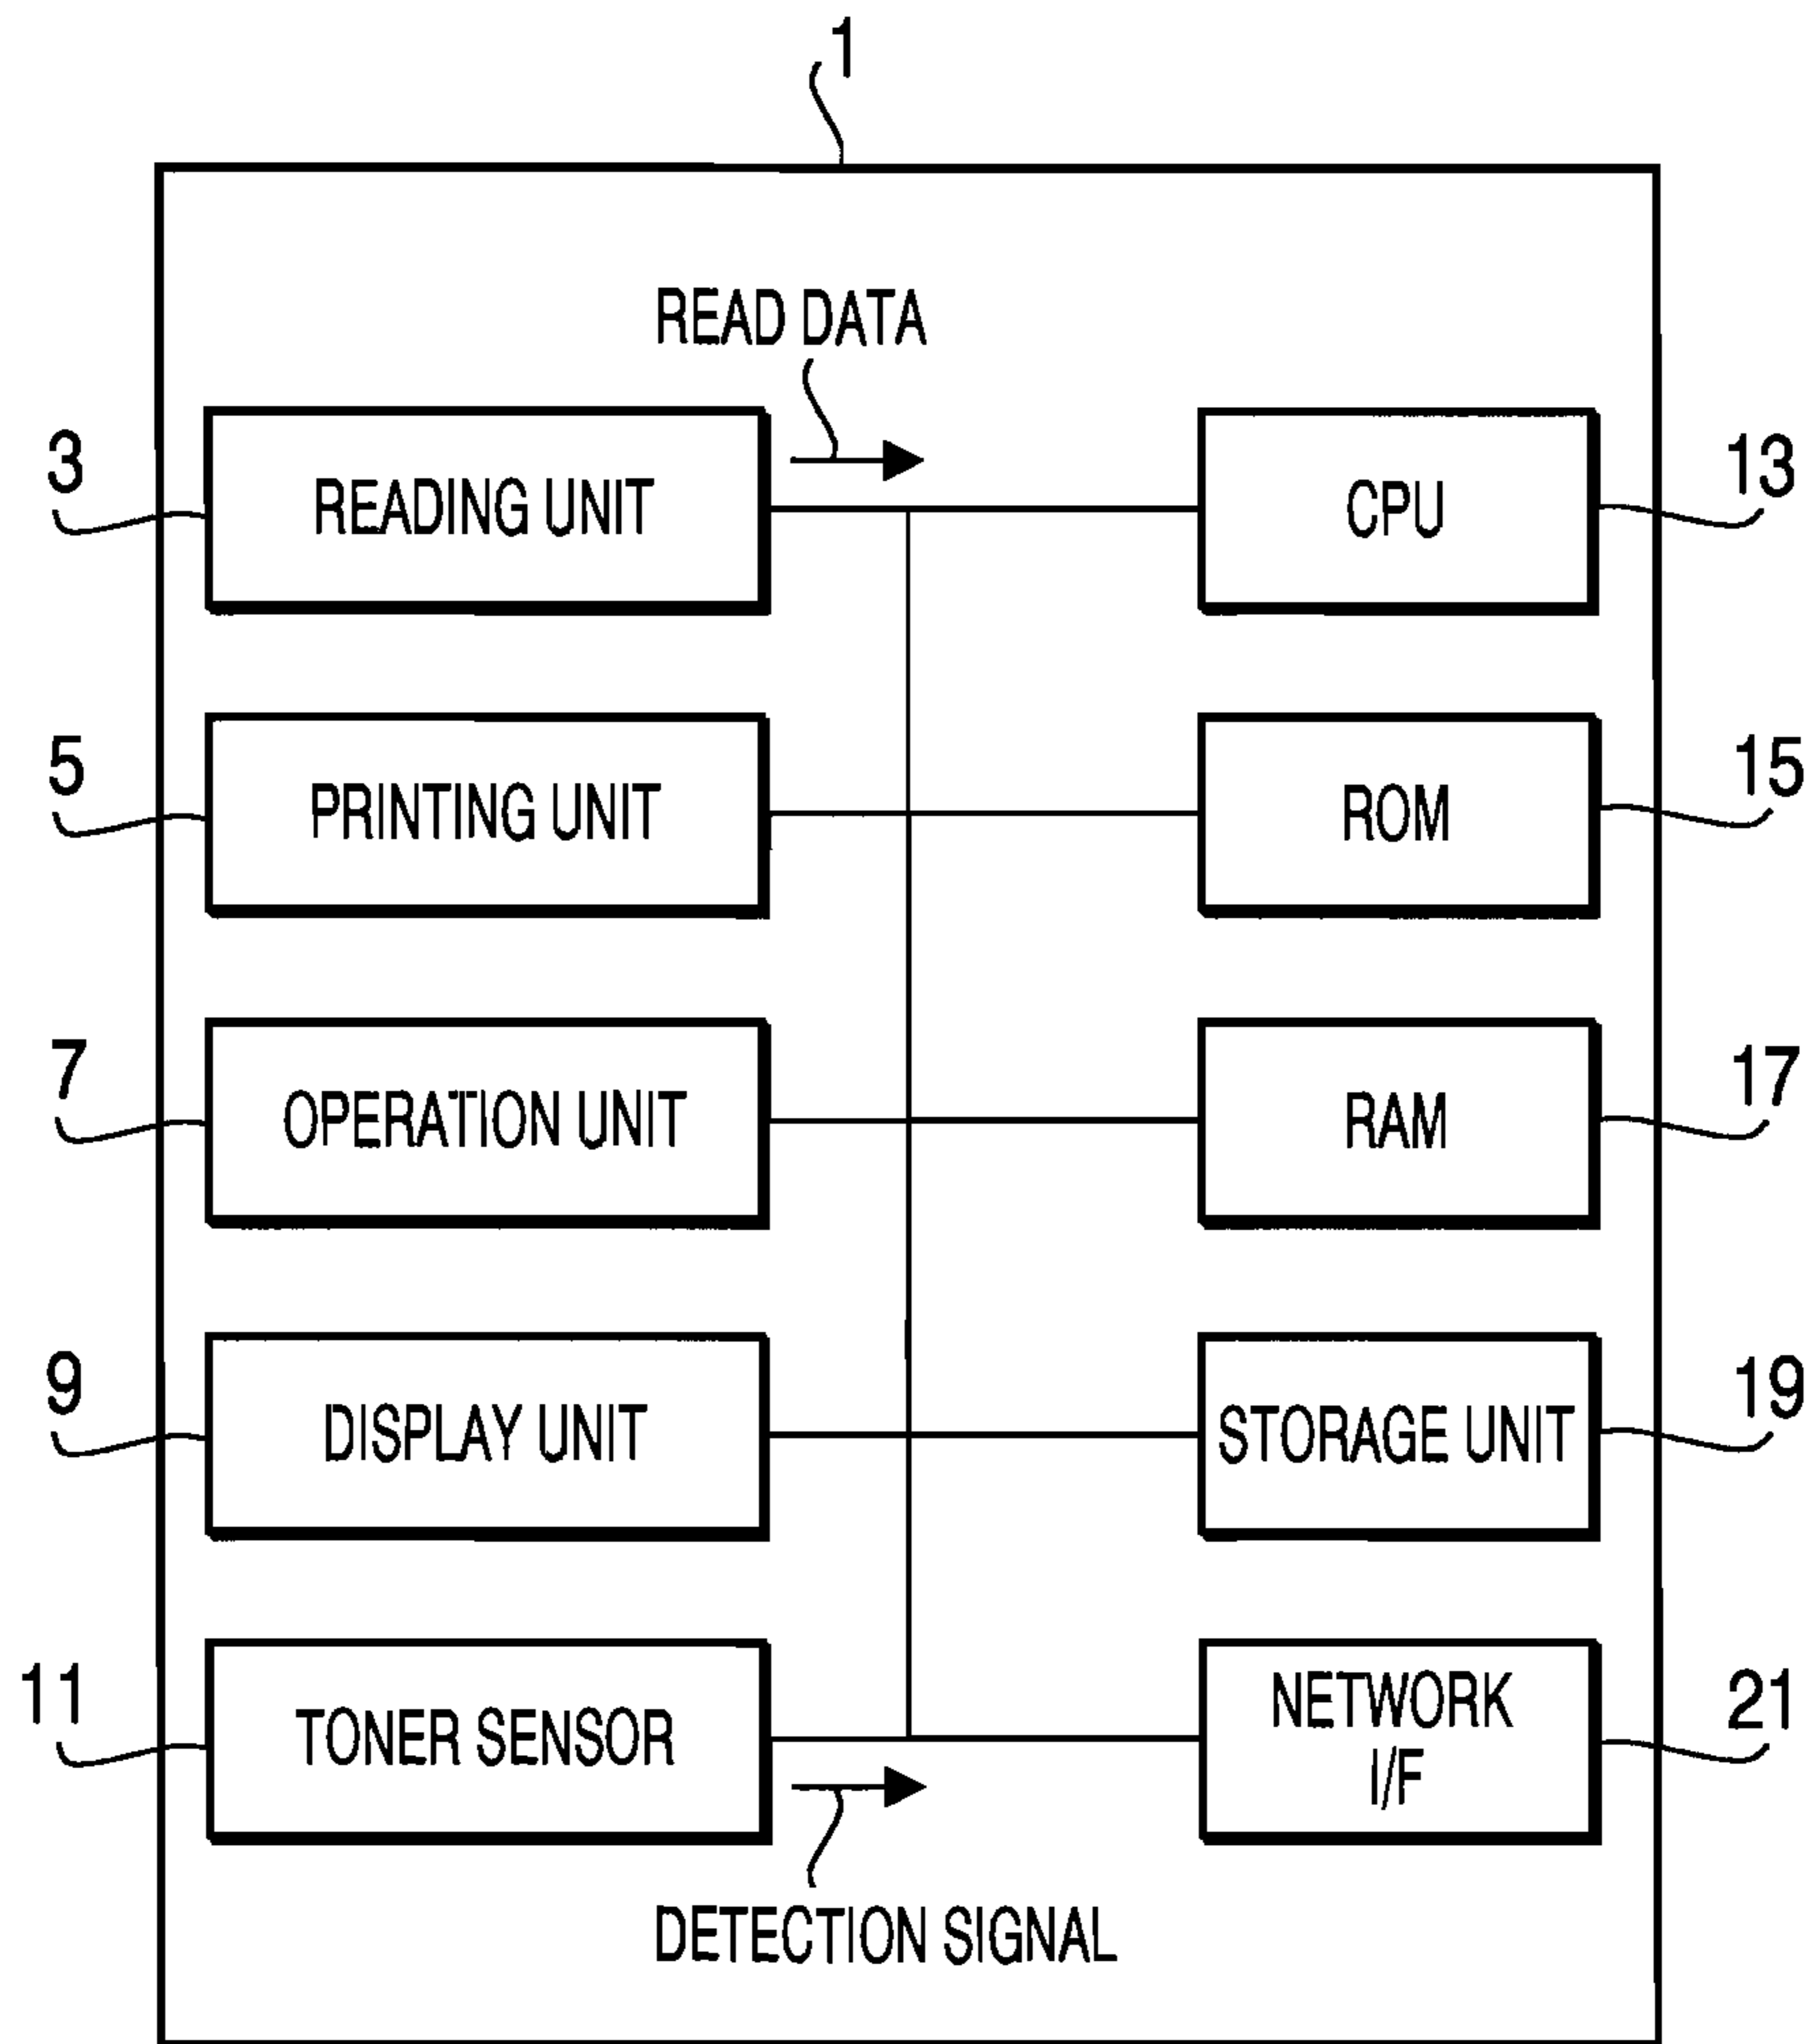 1
READ DATA
3
READING UNIT
CPU
13
5
PRINTING UNIT
ROM
15
7
OPERATION UNIT
RAM
17
9
DISPLAY UNIT
STORAGE UNIT
19
11
TONER SENSOR
NETWORK
I/F
21
DETECTION SIGNAL